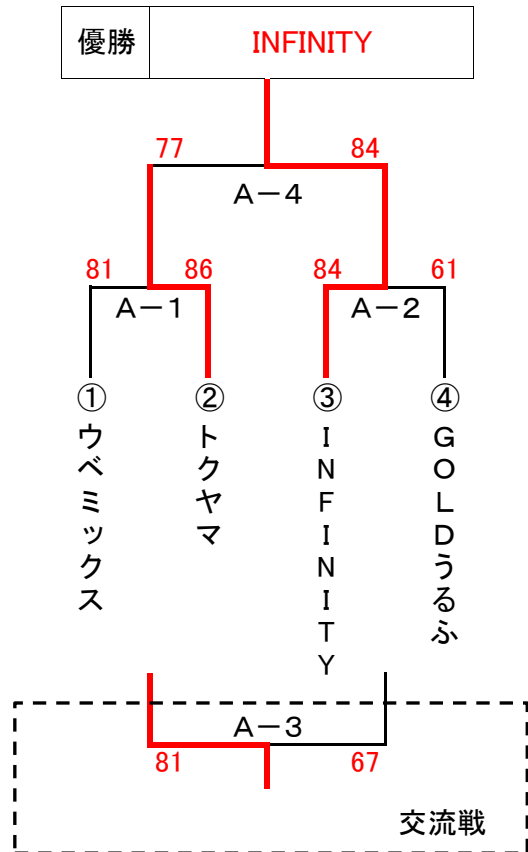 優勝 INFINITY
77 84
A－4
81 86 84 61
A－1 A－2
① ② ③ ④
ウベミックス
トクヤマ
INFINITY
GOLDうるふ
A－3
81 67
交流戦